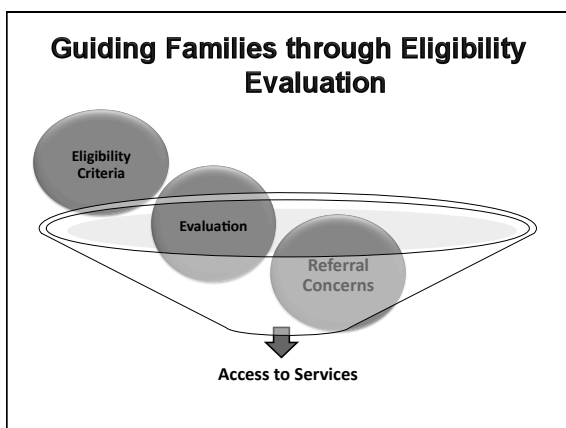 Guiding Families through Eligibility
Evaluation
Eligibility
Criteria
Evaluation
Referral
Concerns
Access to Services